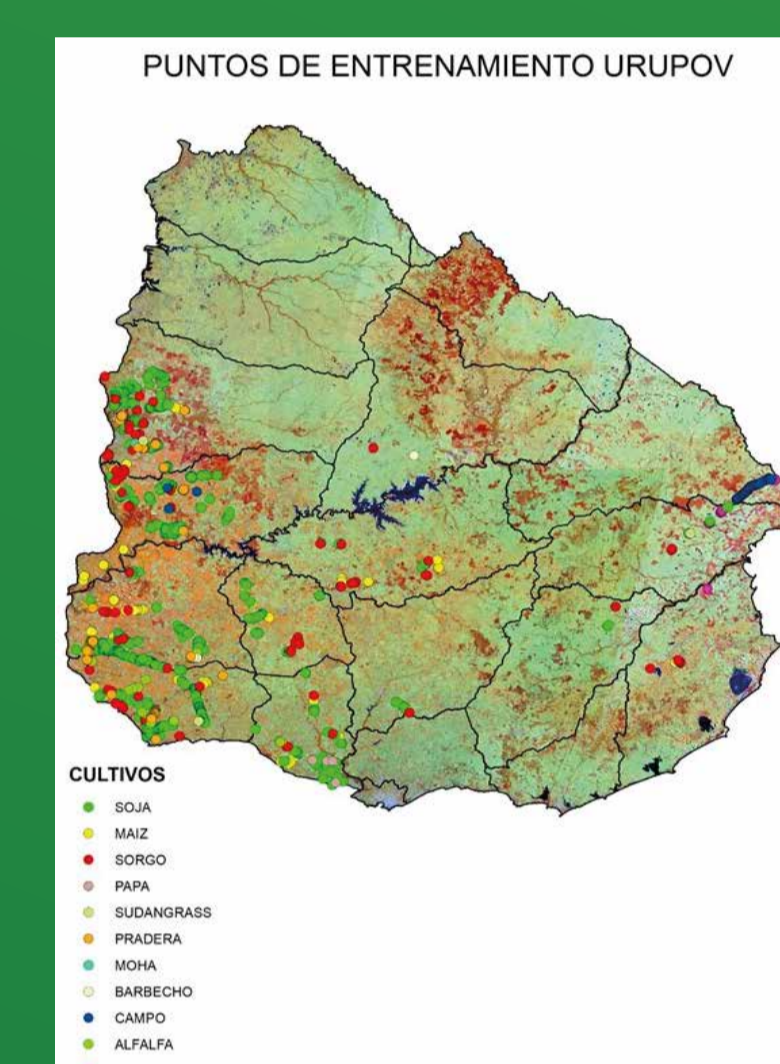 PUNTOS DE ENTRENAMIENTO URUPOV
CULTIVOS
SOJA
MAIZ
SORGO
PAPA
SUDANGRASS
PRADERA
MOHA
BARBECHO
CAMPO
ALFALFA